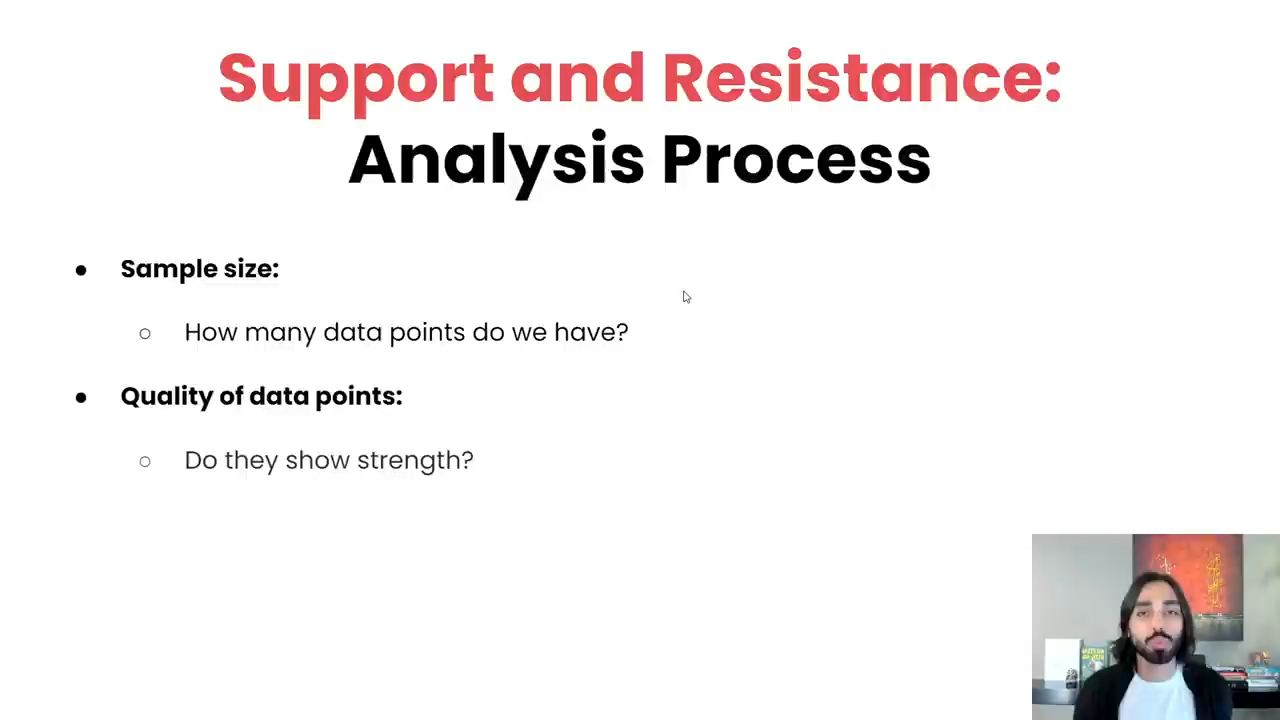 Support and Resistance:
Analysis Process
● Sample size:
○ How many data points do we have?
● Quality of data points:
○ Do they show strength?